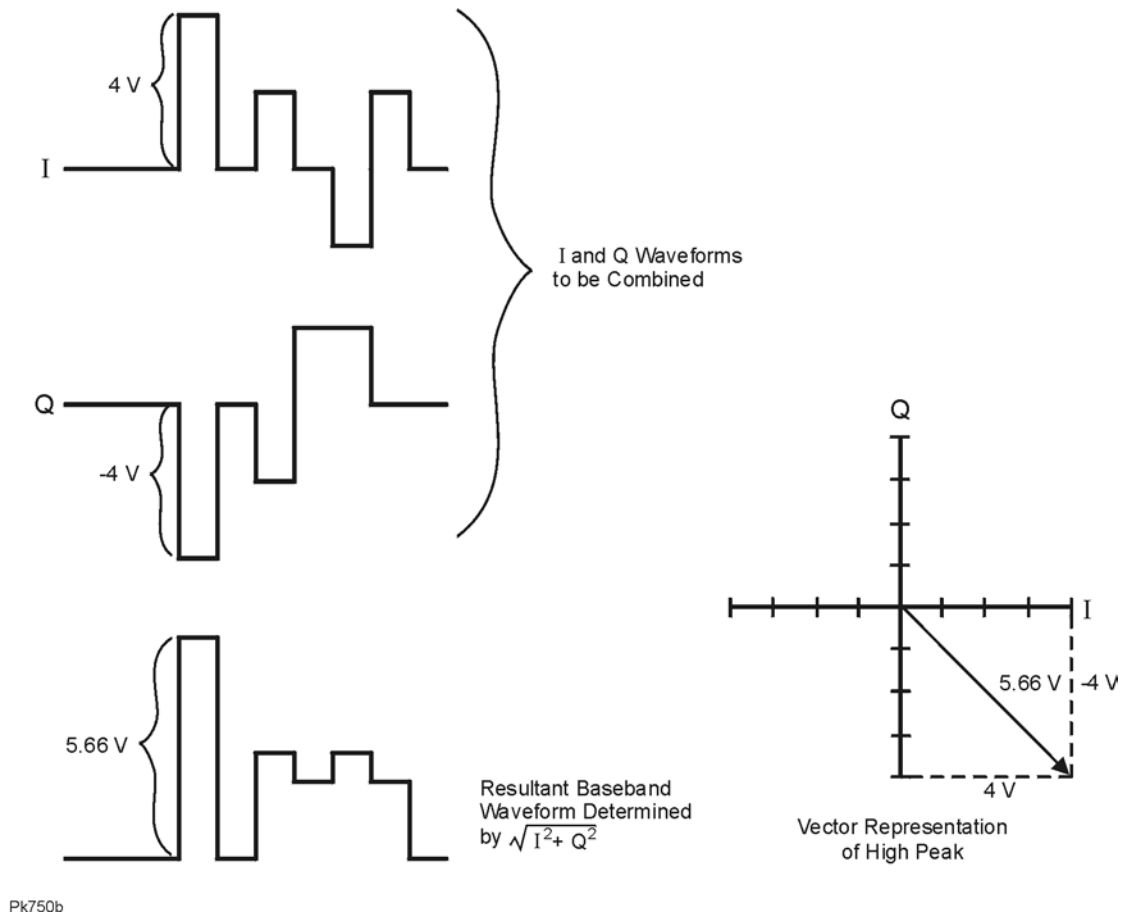 4 V
I
I and Q Waveforms
to be Combined
Q
-4 V
Q
I
5.66 V
-4 V
4 V
Vector Representation
of High Peak
5.66 V
Resultant Baseband
Waveform Determined
by √I²+ Q²
Pk750b